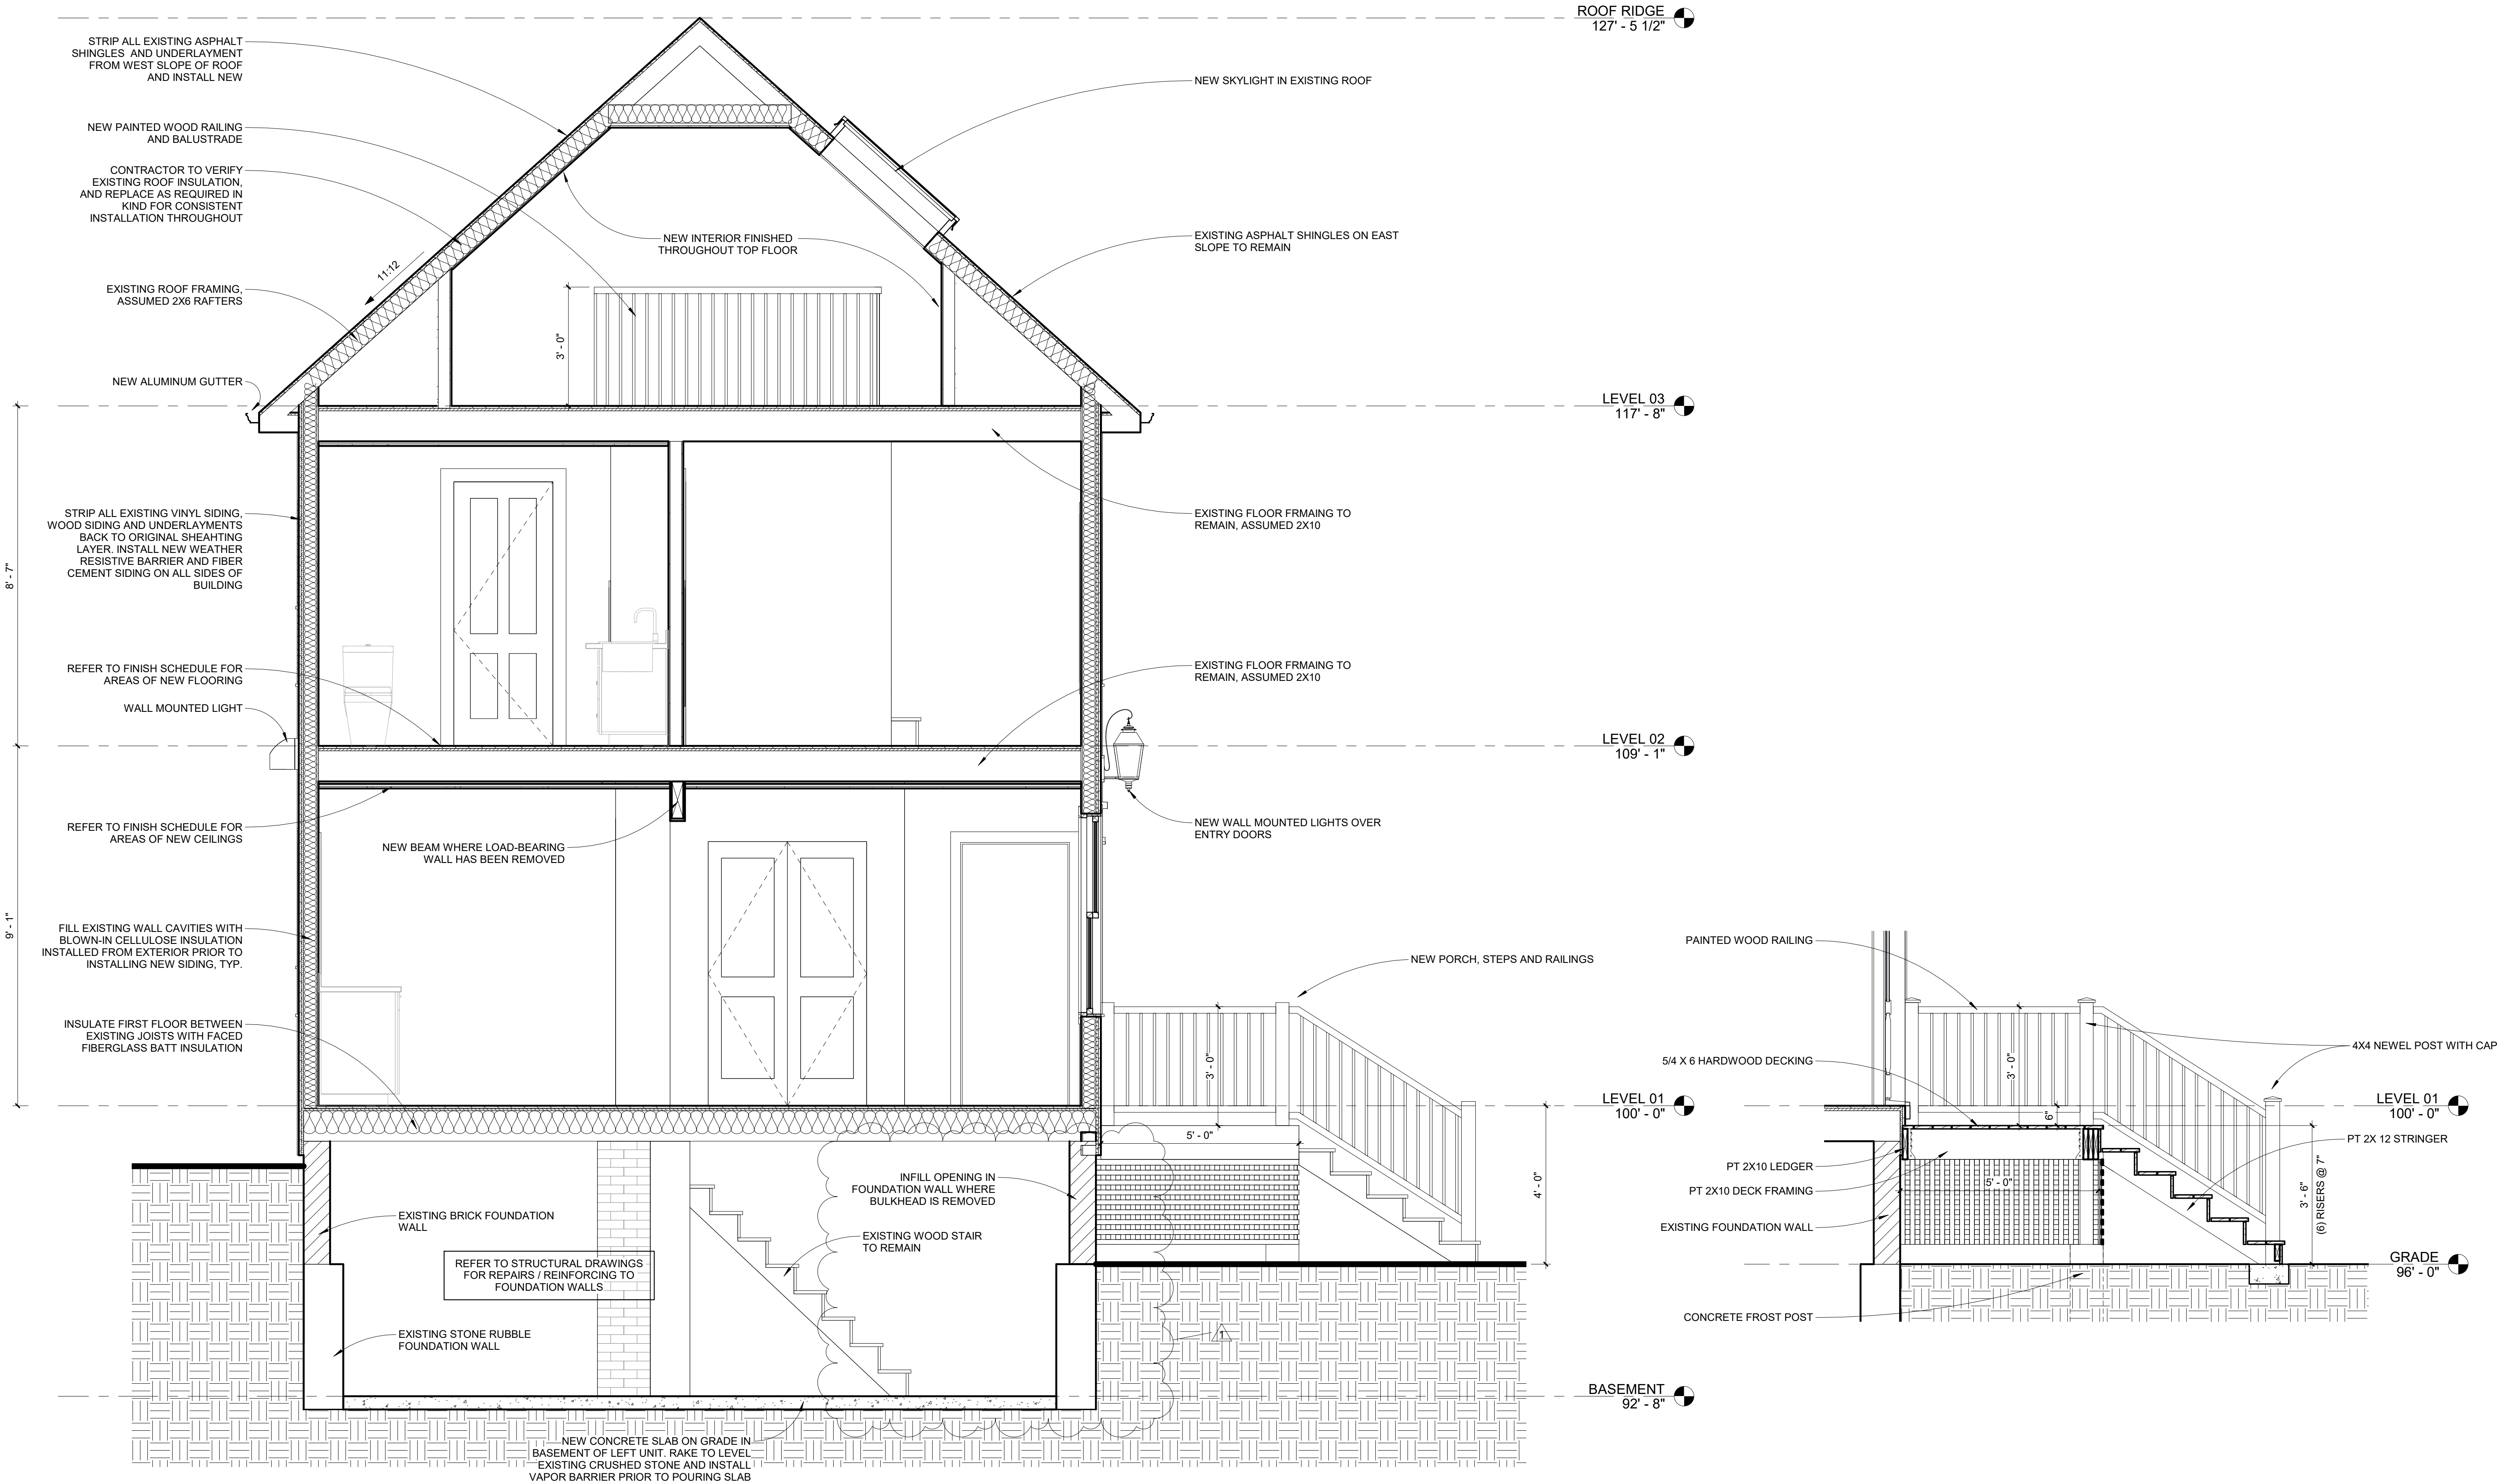 ROOF RIDGE
127' - 5 1/2"
STRIP ALL EXISTING ASPHALT
SHINGLES AND UNDERLAYMENT
FROM WEST SLOPE OF ROOF
AND INSTALL NEW
NEW SKYLIGHT IN EXISTING ROOF
NEW PAINTED WOOD RAILING
AND BALUSTRADE
CONTRACTOR TO VERIFY
EXISTING ROOF INSULATION,
AND REPLACE AS REQUIRED IN
KIND FOR CONSISTENT
INSTALLATION THROUGHOUT
NEW INTERIOR FINISHED
THROUGHOUT TOP FLOOR
EXISTING ASPHALT SHINGLES ON EAST
SLOPE TO REMAIN
11:12
EXISTING ROOF FRAMING,
ASSUMED 2X6 RAFTERS
3' - 0"
NEW ALUMINUM GUTTER
LEVEL 03
117' - 8"
STRIP ALL EXISTING VINYL SIDING,
WOOD SIDING AND UNDERLAYMENTS
BACK TO ORIGINAL SHEAHTING
LAYER. INSTALL NEW WEATHER
RESISTIVE BARRIER AND FIBER
CEMENT SIDING ON ALL SIDES OF
BUILDING
EXISTING FLOOR FRMAING TO
REMAIN, ASSUMED 2X10
8' - 7"
REFER TO FINISH SCHEDULE FOR
AREAS OF NEW FLOORING
EXISTING FLOOR FRMAING TO
REMAIN, ASSUMED 2X10
WALL MOUNTED LIGHT
LEVEL 02
109' - 1"
REFER TO FINISH SCHEDULE FOR
AREAS OF NEW CEILINGS
NEW WALL MOUNTED LIGHTS OVER
ENTRY DOORS
NEW BEAM WHERE LOAD-BEARING
WALL HAS BEEN REMOVED
9' - 1"
FILL EXISTING WALL CAVITIES WITH
BLOWN-IN CELLULOSE INSULATION
INSTALLED FROM EXTERIOR PRIOR TO
INSTALLING NEW SIDING, TYP.
NEW PORCH, STEPS AND RAILINGS
INSULATE FIRST FLOOR BETWEEN
EXISTING JOISTS WITH FACED
FIBERGLASS BATT INSULATION
3' - 0"
LEVEL 01
100' - 0"
5' - 0"
4' - 0"
INFILL OPENING IN
FOUNDATION WALL WHERE
BULKHEAD IS REMOVED
EXISTING BRICK FOUNDATION
WALL
EXISTING WOOD STAIR
TO REMAIN
REFER TO STRUCTURAL DRAWINGS
FOR REPAIRS / REINFORCING TO
FOUNDATION WALLS
EXISTING STONE RUBBLE
FOUNDATION WALL
1
BASEMENT
92' - 8"
NEW CONCRETE SLAB ON GRADE IN
BASEMENT OF LEFT UNIT. RAKE TO LEVEL
EXISTING CRUSHED STONE AND INSTALL
VAPOR BARRIER PRIOR TO POURING SLAB
PAINTED WOOD RAILING
4X4 NEWEL POST WITH CAP
5/4 X 6 HARDWOOD DECKING
3' - 0"
6"
LEVEL 01
100' - 0"
PT 2X 12 STRINGER
PT 2X10 LEDGER
PT 2X10 DECK FRAMING
5' - 0"
3' - 6"
(6) RISERS @ 7"
EXISTING FOUNDATION WALL
GRADE
96' - 0"
CONCRETE FROST POST